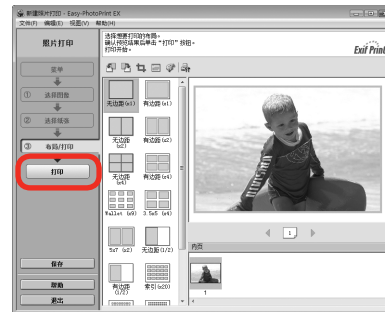 新建照片打印 - Easy-PhotoPrint EX
文件(F) 编辑(E) 视图(V) 帮助(H)
照片打印
选择想要打印的布局。
确认预览结果后单击“打印”按钮。
打印开始。
Exif Print
菜单
① 选择图像
② 选择纸张
③ 布局/打印
打印
保存
帮助
退出
无边距(x1) 有边距(x1)
无边距(x2) 有边距(x2)
无边距(x4) 有边距(x4)
Wallet (x9) 3.5x5 (x4)
5x7 (x2) 无边距(1/2)
有边距(1/2) 索引(x20)
1
内页
1